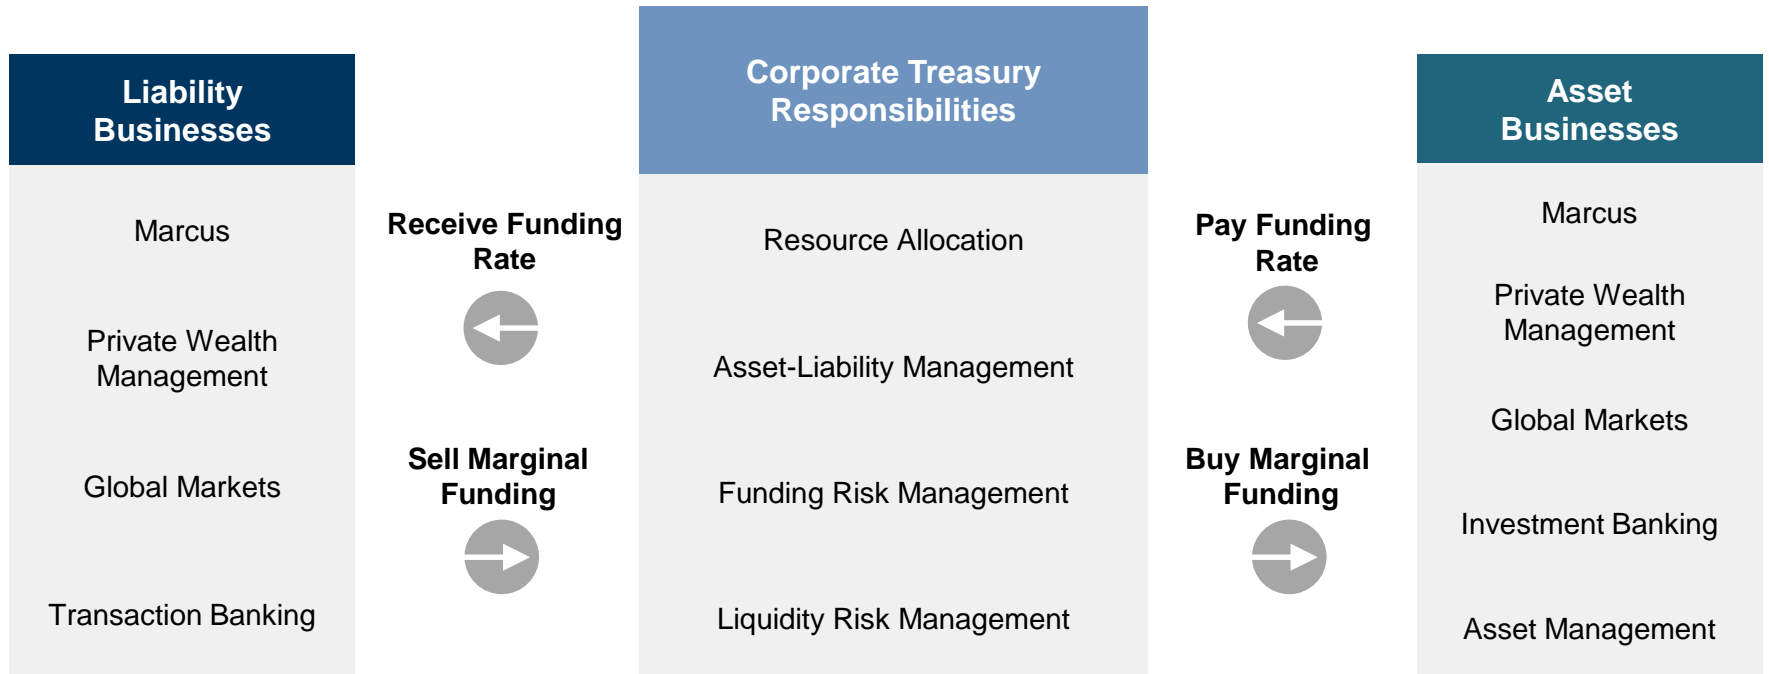 Liability
Businesses
Marcus
Private Wealth
Management
Global Markets
Transaction Banking
Receive Funding
Rate
Sell Marginal
Funding
Corporate Treasury
Responsibilities
Resource Allocation
Asset-Liability Management
Funding Risk Management
Liquidity Risk Management
Pay Funding
Rate
Buy Marginal
Funding
Asset
Businesses
Marcus
Private Wealth
Management
Global Markets
Investment Banking
Asset Management